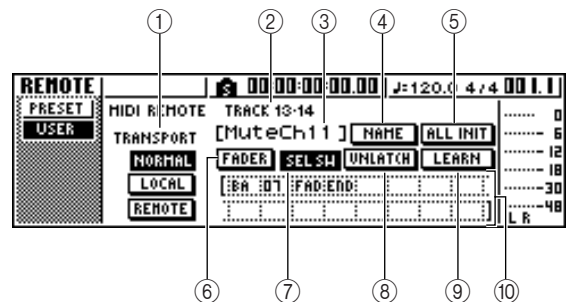 ① ② ③ ④ ⑤
REMOTE S 00:00:00:00.00 ♩=120.0 4/4 001.1
PRESET MIDI REMOTE TRACK 13-14 0
USER TRANSPORT [MuteCh11 ] NAME ALL INIT 6
NORMAL FADER SEL SW UNLATCH LEARN 12
18
LOCAL [BA 07 FAD END 30
REMOTE ] 48
L R
⑥ ⑦ ⑧ ⑨ ⑩